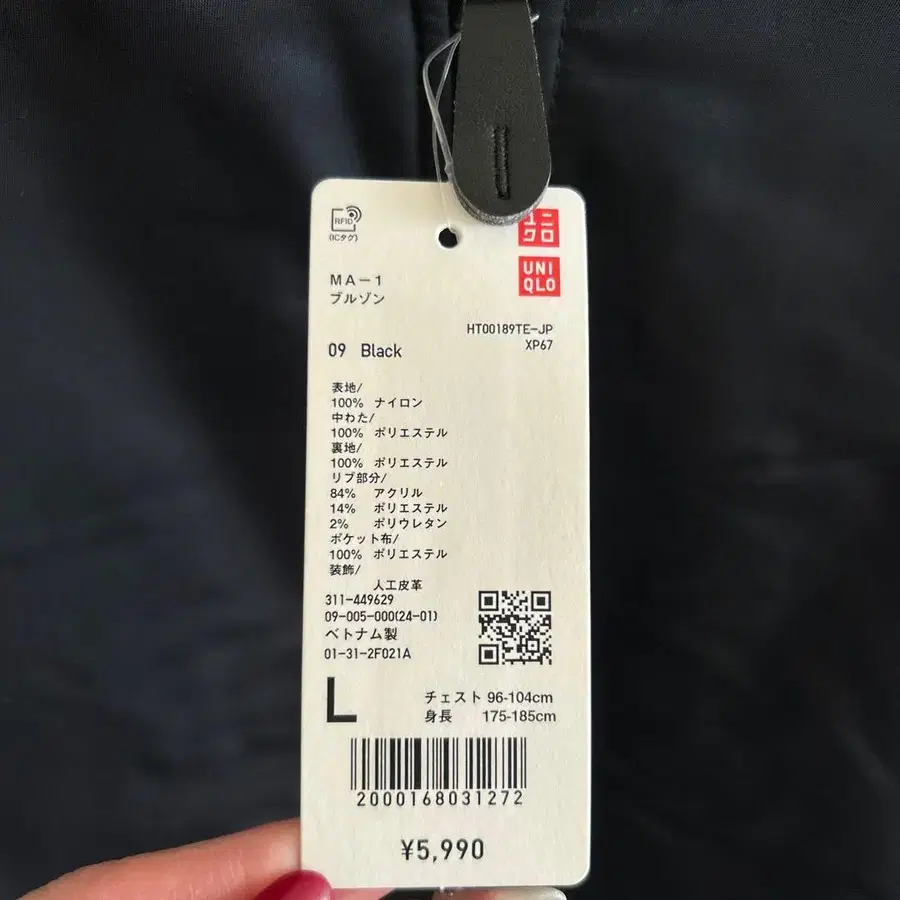 RFID
(ICタグ)
ユニ
クロ
UNI
QLO
MA-1
ブルゾン
HT00189TE-JP
XP67
09 Black
表地/
100% ナイロン
中わた/
100% ポリエステル
裏地/
100% ポリエステル
リブ部分/
84% アクリル
14% ポリエステル
2% ポリウレタン
ポケット布/
100% ポリエステル
装飾/
人工皮革
311-449629
09-005-000(24-01)
ベトナム製
01-31-2F021A
L
チェスト 96-104cm
身長 175-185cm
2000168031272
¥5,990